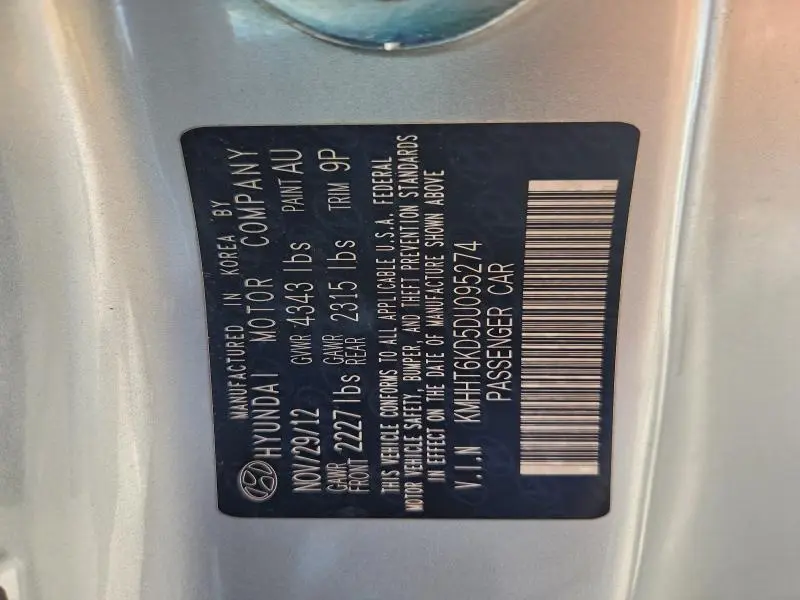 MANUFACTURED IN KOREA BY
HYUNDAI MOTOR COMPANY
NOV/29/12 GVWR 4343 lbs PAINT AU
GAWR FRONT 2227 lbs GAWR REAR 2315 lbs TRIM 9P
THIS VEHICLE CONFORMS TO ALL APPLICABLE U.S.A. FEDERAL
MOTOR VEHICLE SAFETY, BUMPER, AND THEFT PREVENTION STANDARDS
IN EFFECT ON THE DATE OF MANUFACTURE SHOWN ABOVE
V.I.N KMHHT6KD5DU095274
PASSENGER CAR